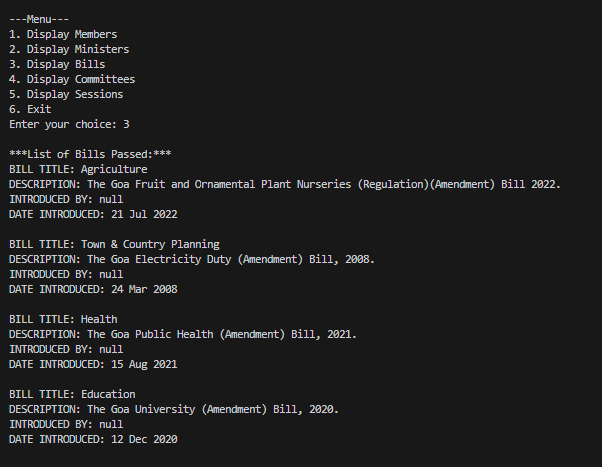 ---Menu---
1. Display Members
2. Display Ministers
3. Display Bills
4. Display Committees
5. Display Sessions
6. Exit
Enter your choice: 3
***List of Bills Passed:***
BILL TITLE: Agriculture
DESCRIPTION: The Goa Fruit and Ornamental Plant Nurseries (Regulation)(Amendment) Bill 2022.
INTRODUCED BY: null
DATE INTRODUCED: 21 Jul 2022
BILL TITLE: Town & Country Planning
DESCRIPTION: The Goa Electricity Duty (Amendment) Bill, 2008.
INTRODUCED BY: null
DATE INTRODUCED: 24 Mar 2008
BILL TITLE: Health
DESCRIPTION: The Goa Public Health (Amendment) Bill, 2021.
INTRODUCED BY: null
DATE INTRODUCED: 15 Aug 2021
BILL TITLE: Education
DESCRIPTION: The Goa University (Amendment) Bill, 2020.
INTRODUCED BY: null
DATE INTRODUCED: 12 Dec 2020